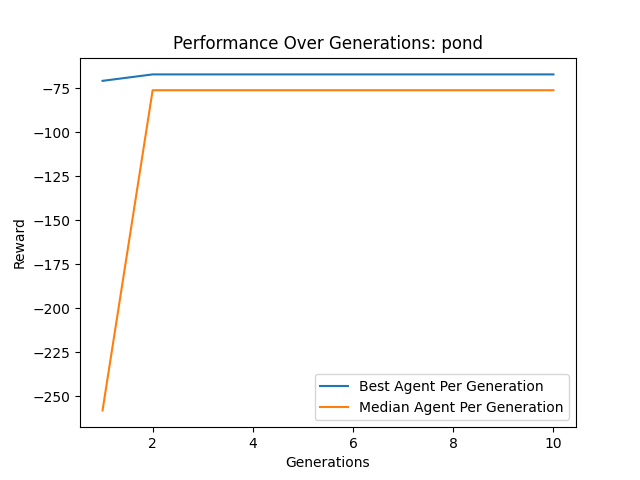 Performance Over Generations: pond
Reward
−75
−100
−125
−150
−175
−200
−225
−250
Best Agent Per Generation
Median Agent Per Generation
2 4 6 8 10
Generations